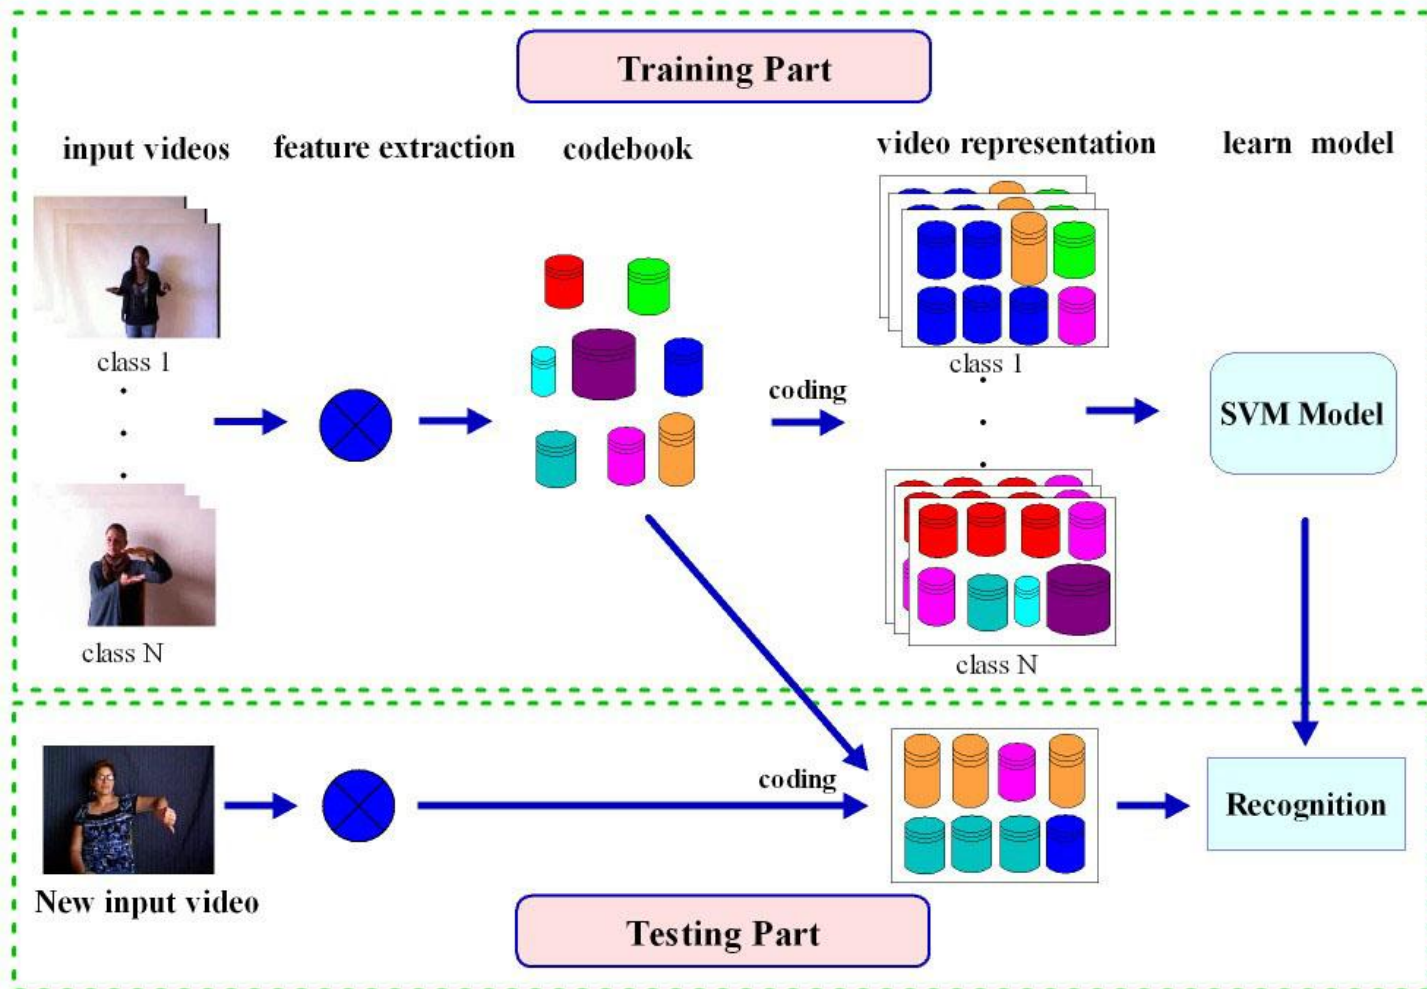 Training Part
input videos
feature extraction
codebook
video representation
learn model
class 1
class 1
coding
SVM Model
class N
class N
coding
Recognition
New input video
Testing Part